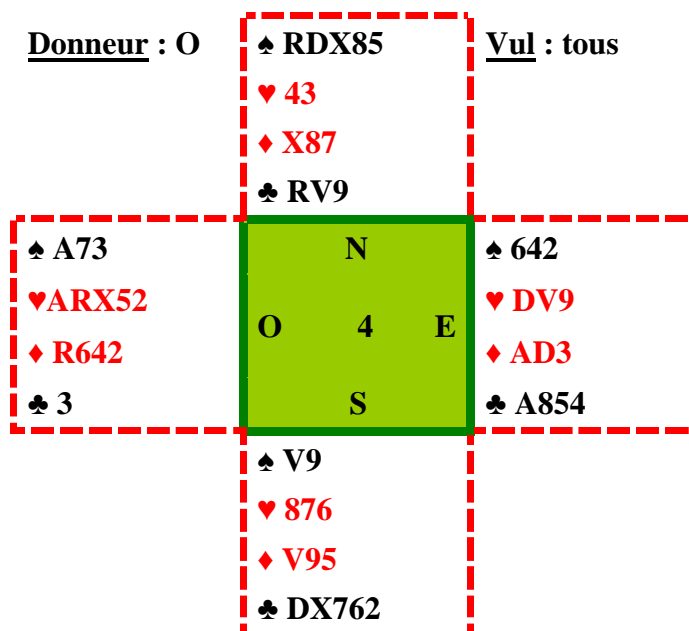 Donneur : O
♠ RDX85
Vul : tous
♥ 43
♦ X87
♣ RV9
♠ A73
♥ARX52
♦ R642
♣ 3
N
O 4 E
S
♠ 642
♥ DV9
♦ AD3
♣ A854
♠ V9
♥ 876
♦ V95
♣ DX762